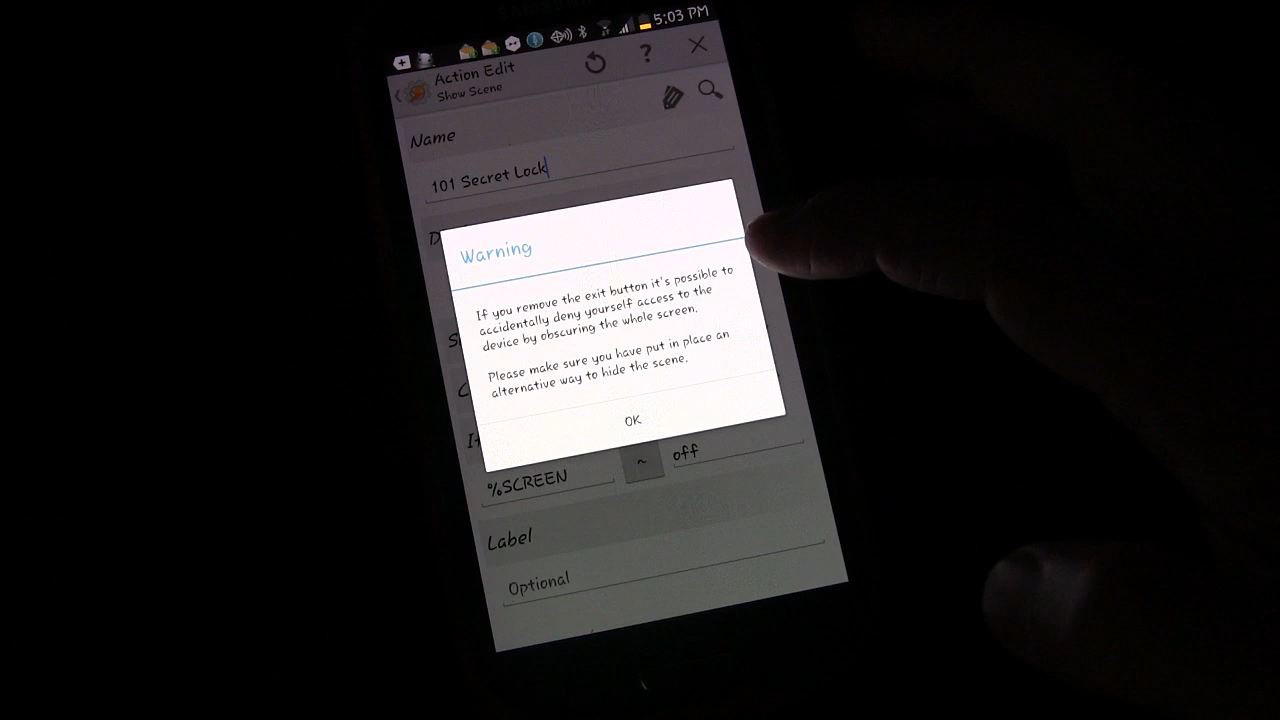 5:03 PM
Action Edit
Show Scene
Name
101 Secret Lock
Warning
If you remove the exit button it's possible to
accidentally deny yourself access to the
device by obscuring the whole screen.
Please make sure you have put in place an
alternative way to hide the scene.
OK
%SCREEN ~ off
Label
Optional